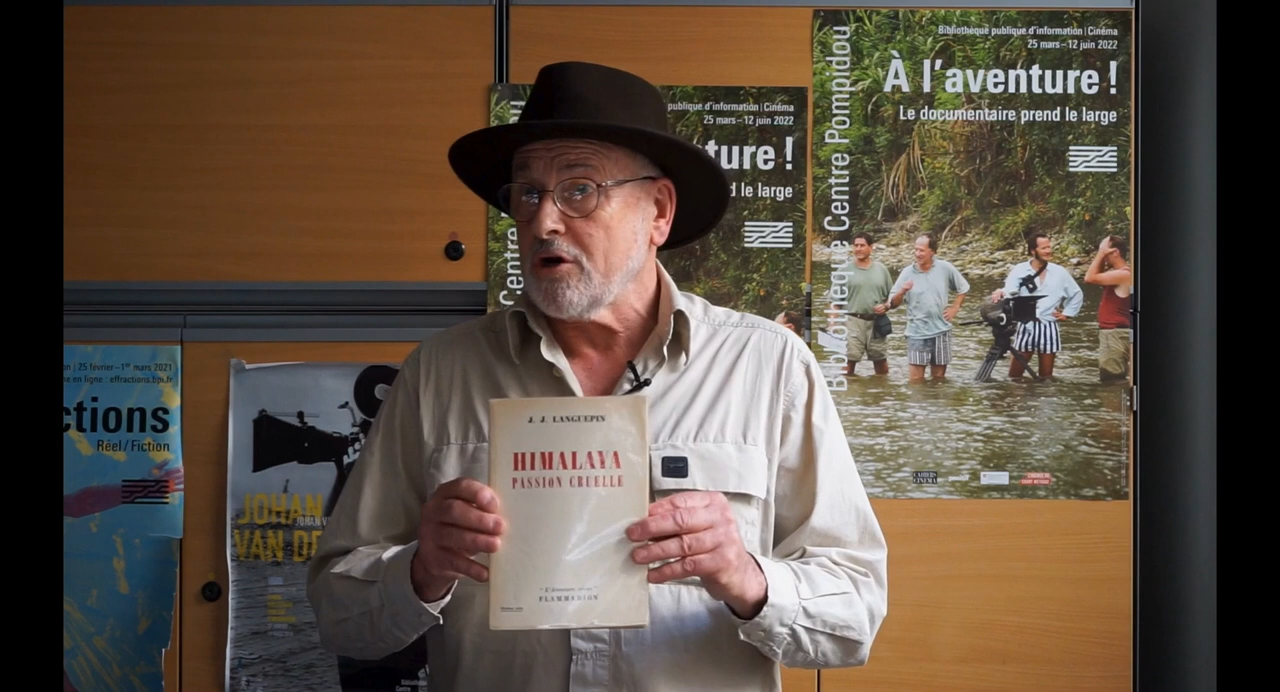 Bibliothèque publique d'information | Cinéma
25 mars – 12 juin 2022
À l'aventure !
Le documentaire prend le large
Bibliothèque Centre Pompidou
publique d'information | Cinéma
25 mars – 12 juin 2022
ture !
d le large
Centre
25 février – 1er mars 2021
en ligne : effractions.bpi.fr
ctions
Réel / Fiction
JOHAN
VAN DE
J. J. LANGUEPIN
HIMALAYA
PASSION CRUELLE
FLAMMARION
CAHIERS
CINEMA